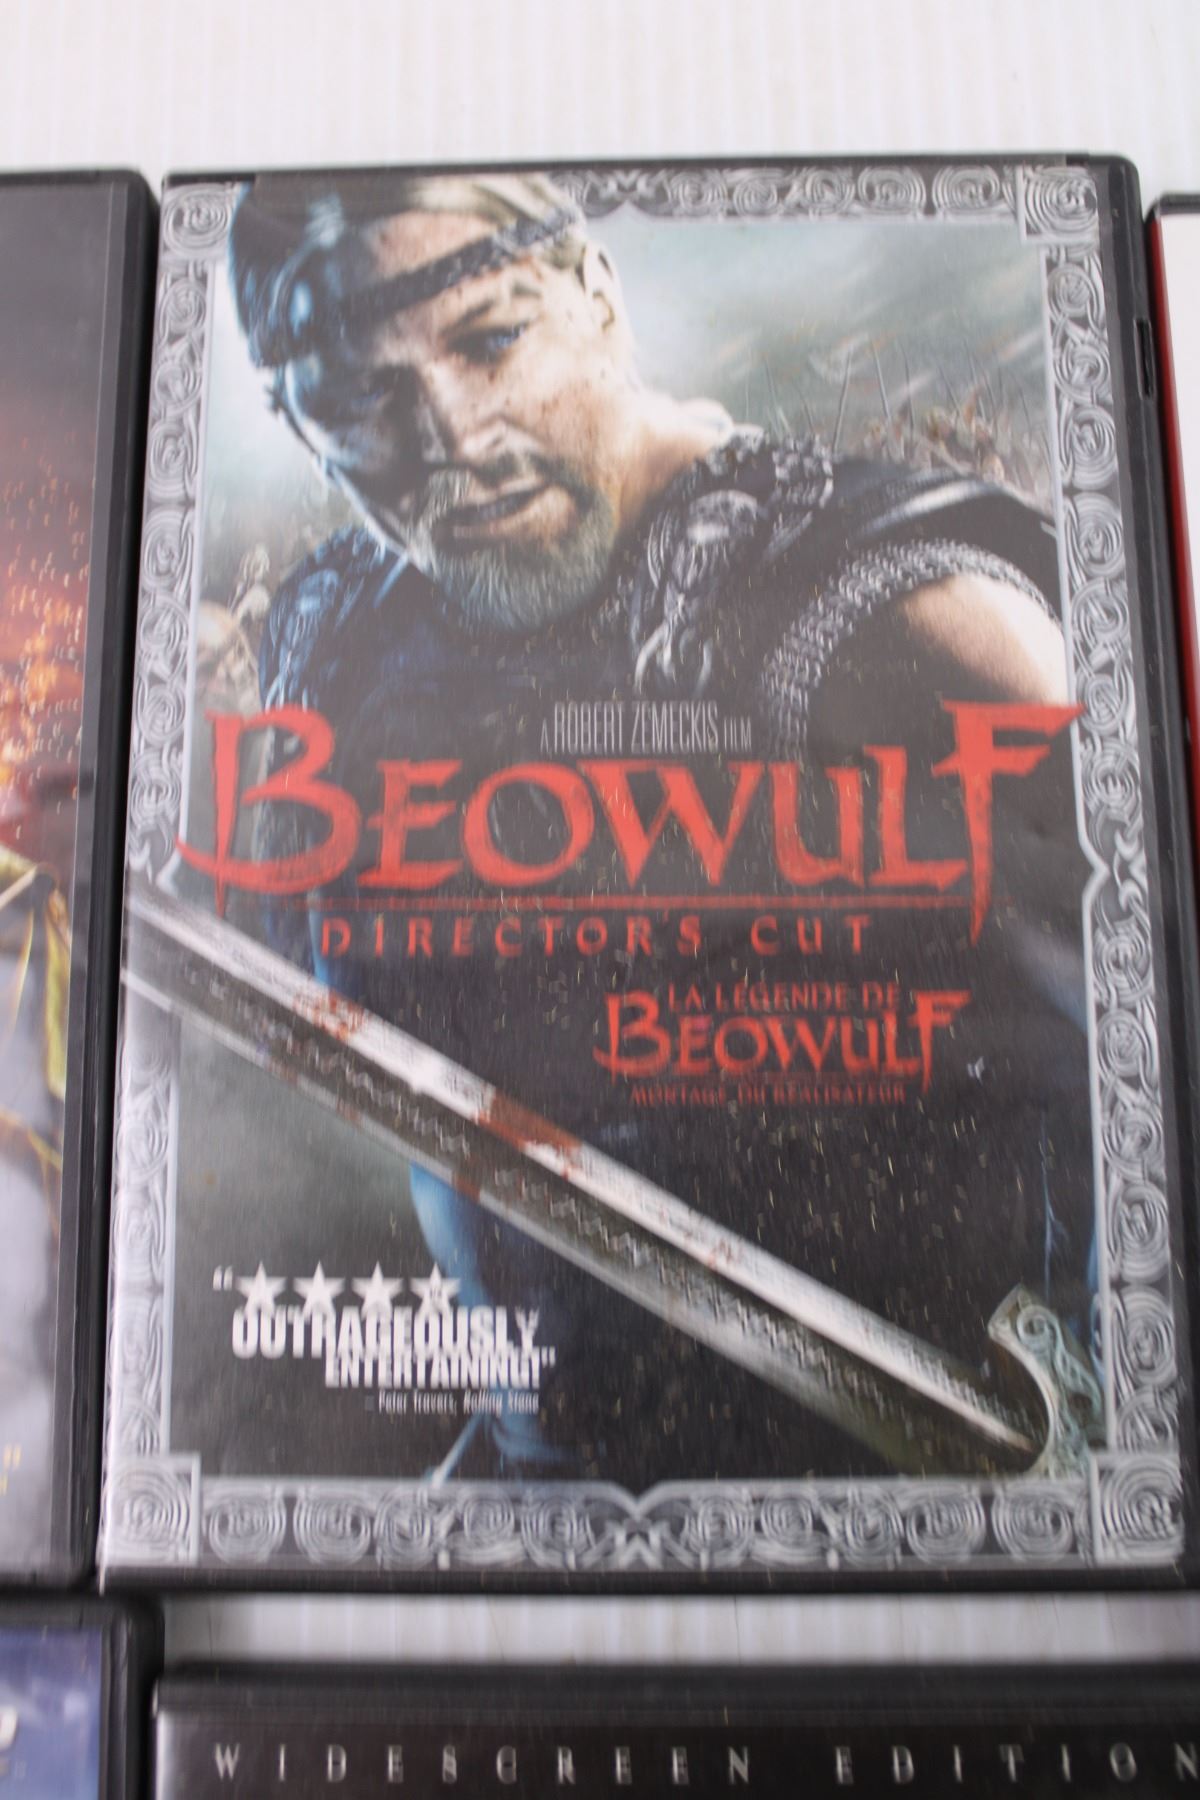 A ROBERT ZEMECKIS FILM
BEOWULF
DIRECTOR'S CUT
LA LÉGENDE DE
BEOWULF
MONTAGE DU RÉALISATEUR
"★★★★
OUTRAGEOUSLY
ENTERTAINING!"
– Peter Travers, Rolling Stone
WIDESCREEN EDITION